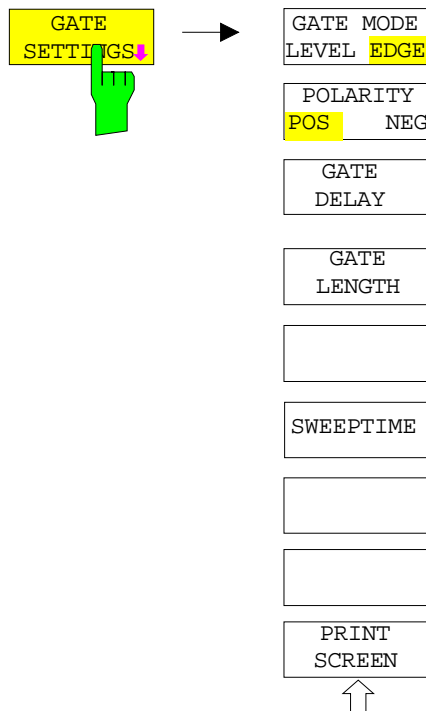 GATE
SETTINGS
GATE MODE
LEVEL EDGE
POLARITY
POS NEG
GATE
DELAY
GATE
LENGTH
SWEEPTIME
PRINT
SCREEN